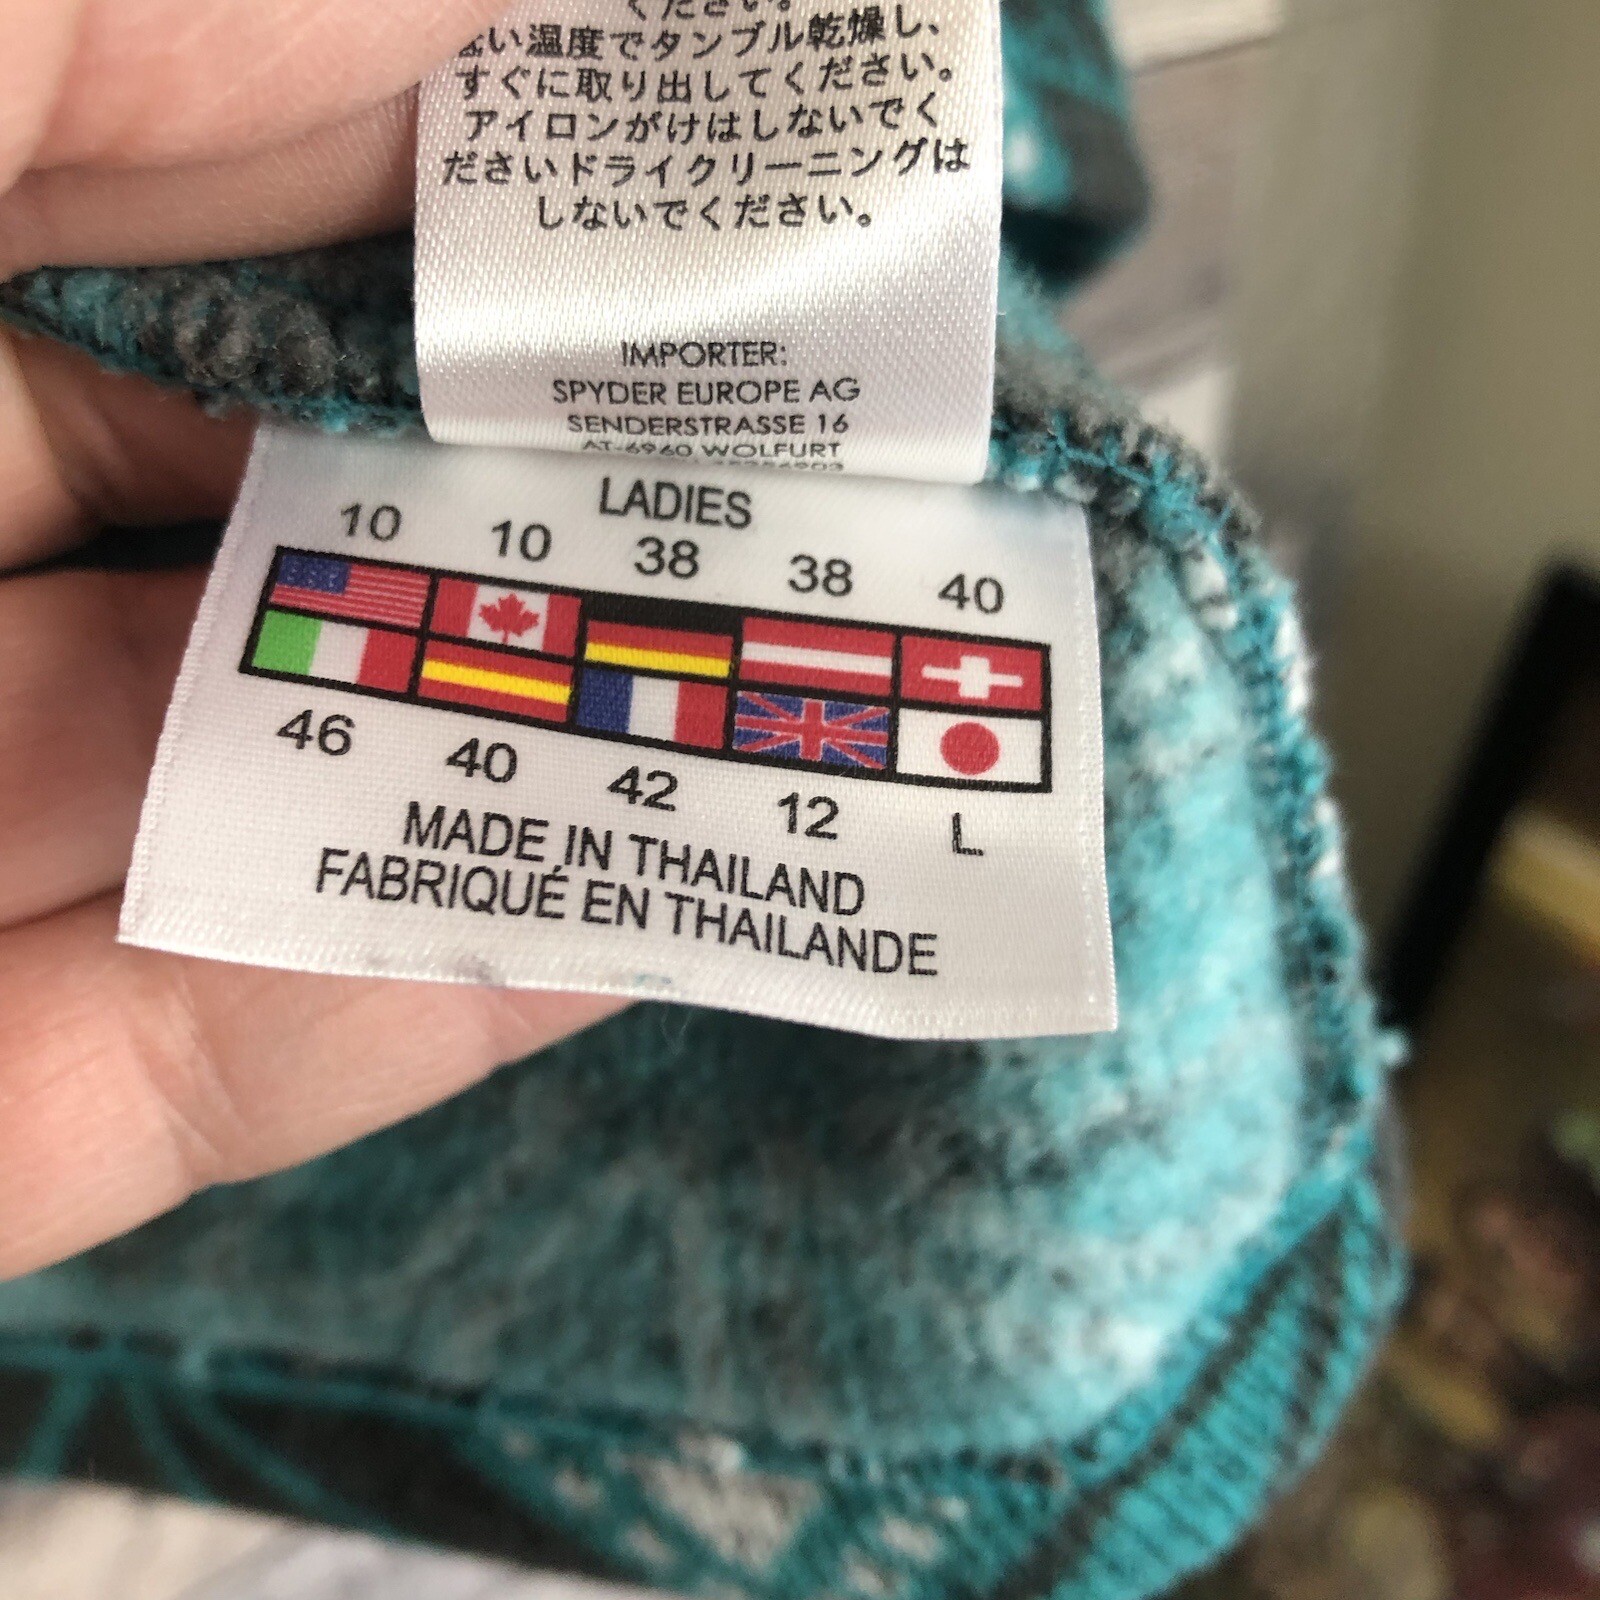 ください。
い温度でタンブル乾燥し、
すぐに取り出してください。
アイロンがけはしないでく
ださいドライクリーニングは
しないでください。
IMPORTER:
SPYDER EUROPE AG
SENDERSTRASSE 16
AT-6960 WOLFURT
LADIES
10 10 38 38 40
46 40 42 12 L
MADE IN THAILAND
FABRIQUÉ EN THAILANDE